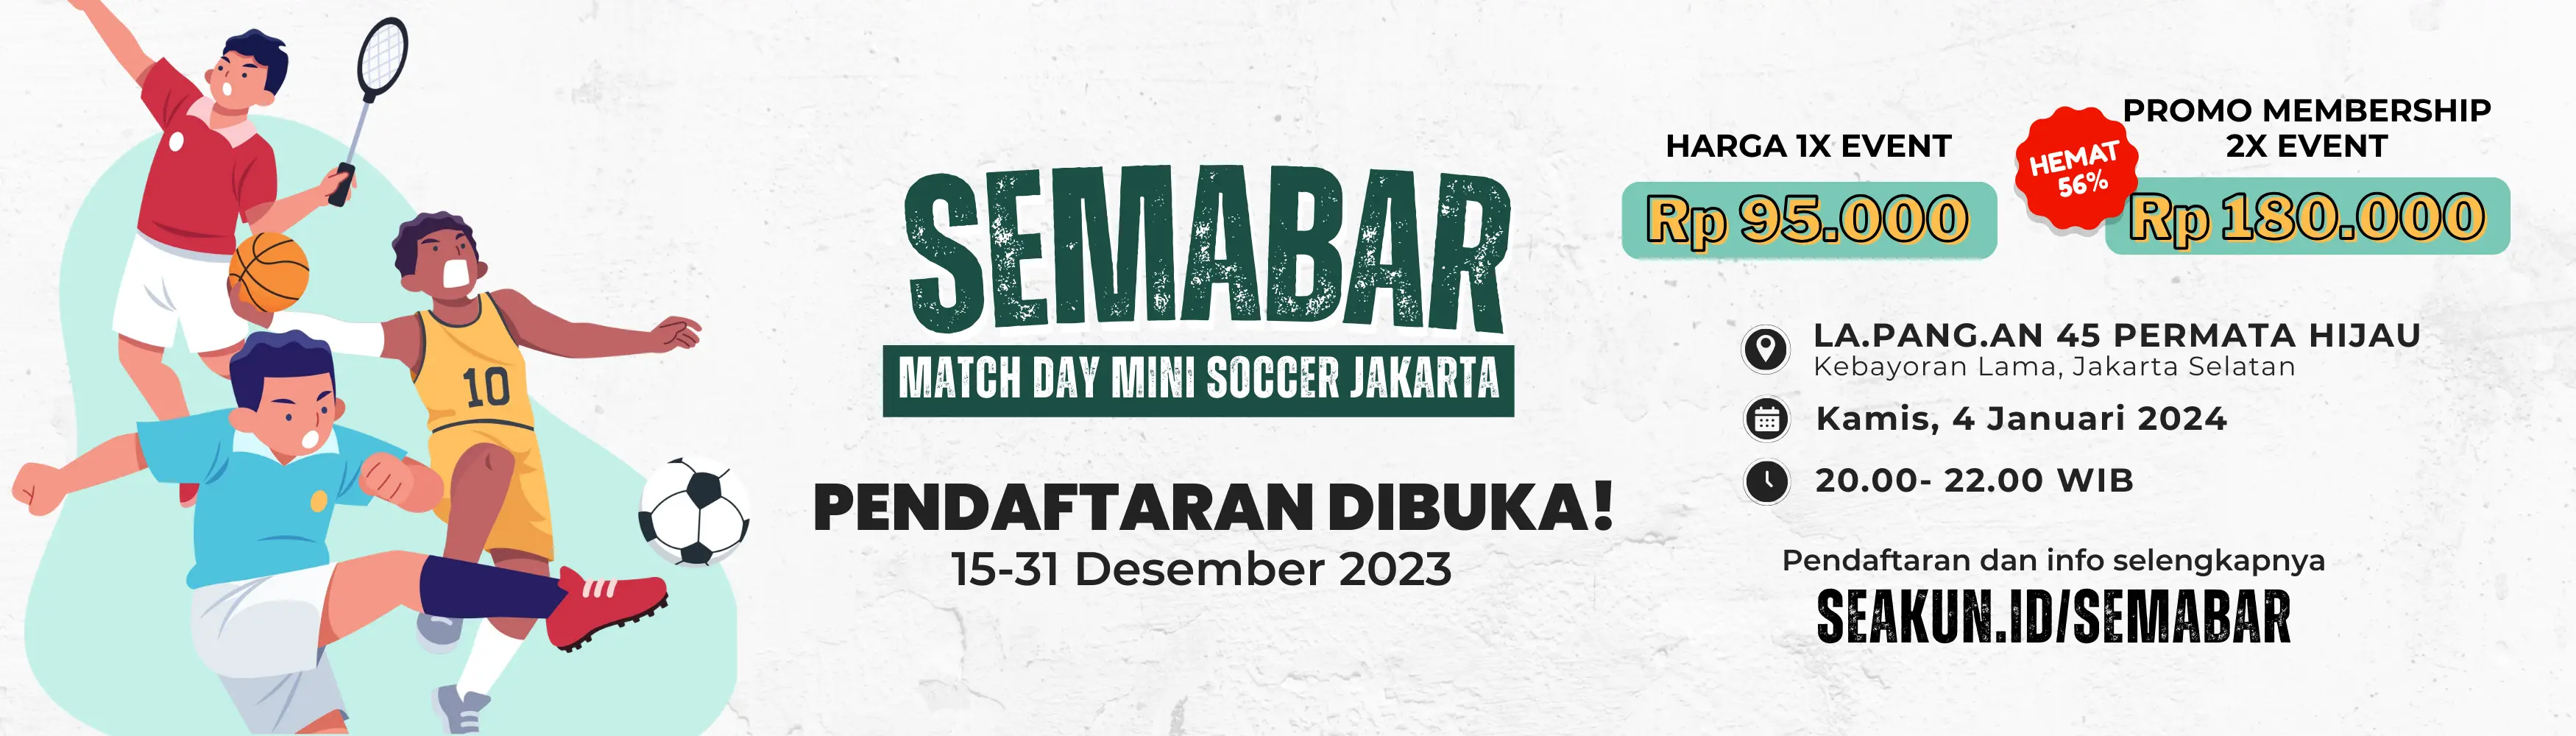 SEMABAR
MATCH DAY MINI SOCCER JAKARTA
PENDAFTARAN DIBUKA!
15-31 Desember 2023
HARGA 1X EVENT
Rp 95.000
HEMAT
56%
PROMO MEMBERSHIP
2X EVENT
Rp 180.000
LA.PANG.AN 45 PERMATA HIJAU
Kebayoran Lama, Jakarta Selatan
Kamis, 4 Januari 2024
20.00- 22.00 WIB
Pendaftaran dan info selengkapnya
SEAKUN.ID/SEMABAR
10